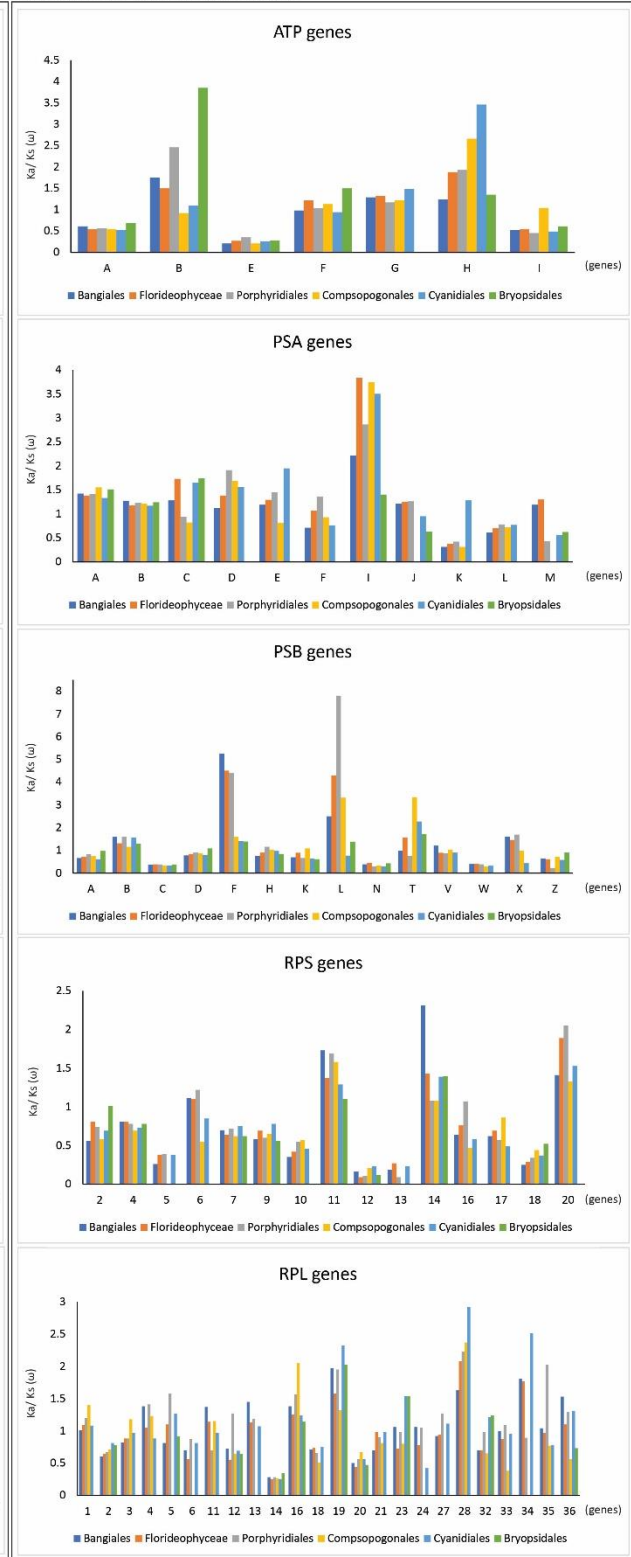 ATP genes
4.5
4
3.5
3
2.5
2
1.5
1
0.5
0
Ka/ Ks (ω)
A B E F G H I (genes)
Bangiales Florideophyceae Porphyridiales Compsopogonales Cyanidiales Bryopsidales
PSA genes
4
3.5
3
2.5
2
1.5
1
0.5
0
Ka/ Ks (ω)
A B C D E F I J K L M (genes)
Bangiales Florideophyceae Porphyridiales Compsopogonales Cyanidiales Bryopsidales
PSB genes
8
7
6
5
4
3
2
1
0
Ka/ Ks (ω)
A B C D F H K L N T V W X Z (genes)
Bangiales Florideophyceae Porphyridiales Compsopogonales Cyanidiales Bryopsidales
RPS genes
2.5
2
1.5
1
0.5
0
Ka/ Ks (ω)
2 4 5 6 7 9 10 11 12 13 14 16 17 18 20 (genes)
Bangiales Florideophyceae Porphyridiales Compsopogonales Cyanidiales Bryopsidales
RPL genes
3
2.5
2
1.5
1
0.5
0
Ka/ Ks (ω)
1 2 3 4 5 6 11 12 13 14 16 18 19 20 21 23 24 27 28 32 33 34 35 36 (genes)
Bangiales Florideophyceae Porphyridiales Compsopogonales Cyanidiales Bryopsidales